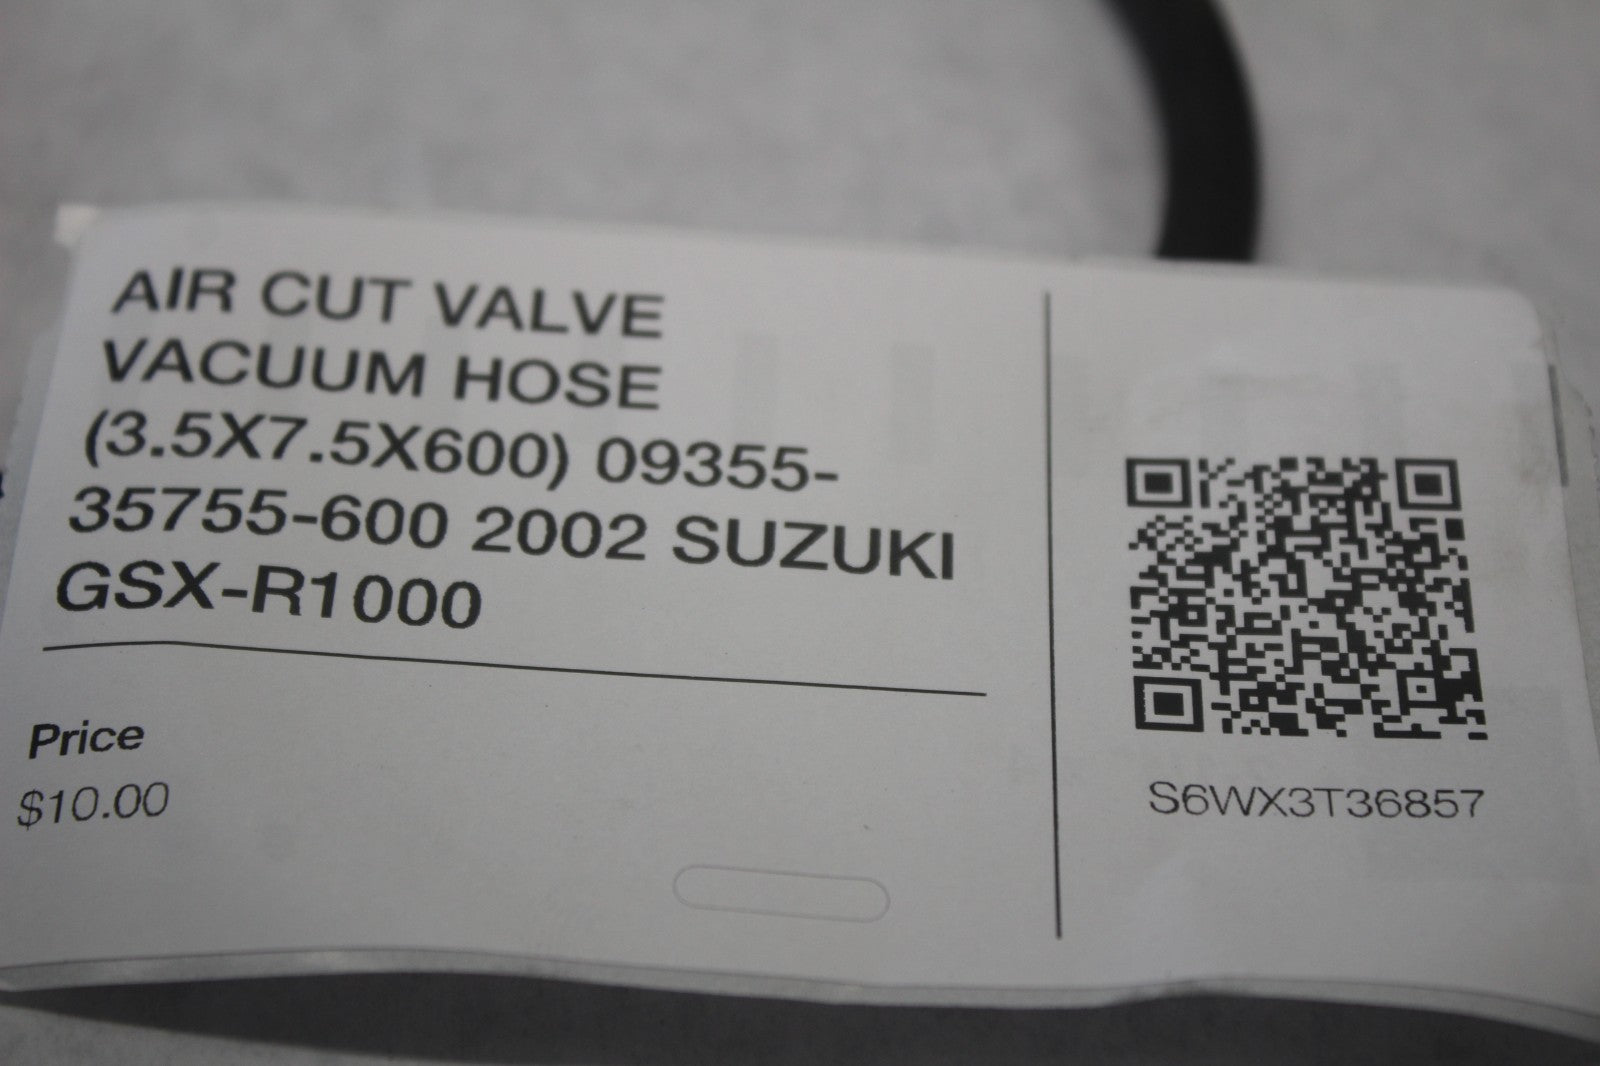 AIR CUT VALVE
VACUUM HOSE
(3.5X7.5X600) 09355-
35755-600 2002 SUZUKI
GSX-R1000
Price
$10.00
S6WX3T36857